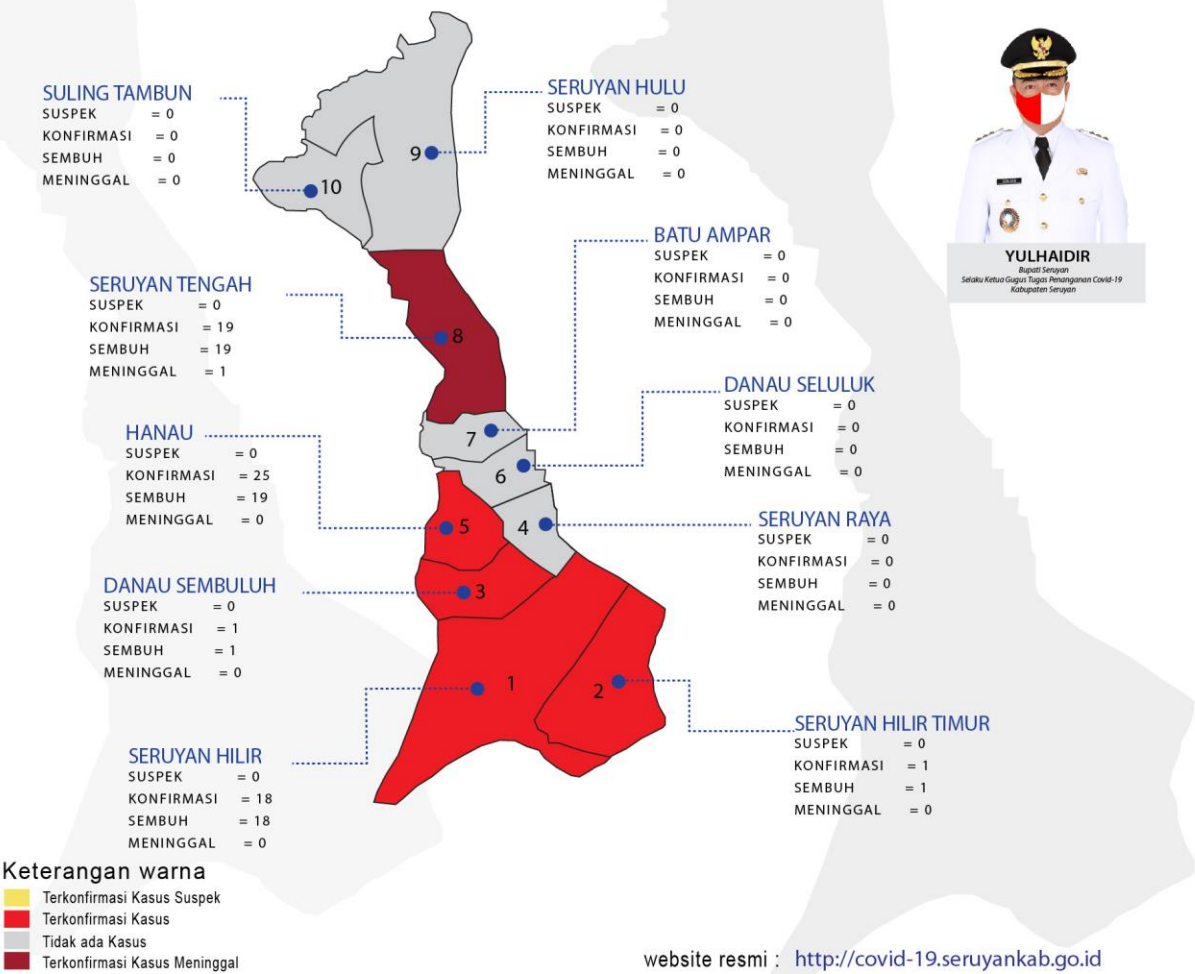 SULING TAMBUN
SUSPEK = 0
KONFIRMASI = 0
SEMBUH = 0
MENINGGAL = 0
SERUYAN HULU
SUSPEK = 0
KONFIRMASI = 0
SEMBUH = 0
MENINGGAL = 0
9
10
YULHAIDIR
Bupati Seruyan
Selaku Ketua Gugus Tugas Penanganan Covid-19
Kabupaten Seruyan
BATU AMPAR
SUSPEK = 0
KONFIRMASI = 0
SEMBUH = 0
MENINGGAL = 0
SERUYAN TENGAH
SUSPEK = 0
KONFIRMASI = 19
SEMBUH = 19
MENINGGAL = 1
8
DANAU SELULUK
SUSPEK = 0
KONFIRMASI = 0
SEMBUH = 0
MENINGGAL = 0
HANAU
SUSPEK = 0
KONFIRMASI = 25
SEMBUH = 19
MENINGGAL = 0
7
6
5
4
SERUYAN RAYA
SUSPEK = 0
KONFIRMASI = 0
SEMBUH = 0
MENINGGAL = 0
DANAU SEMBULUH
SUSPEK = 0
KONFIRMASI = 1
SEMBUH = 1
MENINGGAL = 0
3
1
2
SERUYAN HILIR
SUSPEK = 0
KONFIRMASI = 18
SEMBUH = 18
MENINGGAL = 0
SERUYAN HILIR TIMUR
SUSPEK = 0
KONFIRMASI = 1
SEMBUH = 1
MENINGGAL = 0
Keterangan warna
Terkonfirmasi Kasus Suspek
Terkonfirmasi Kasus
Tidak ada Kasus
Terkonfirmasi Kasus Meninggal
website resmi : http://covid-19.seruyankab.go.id